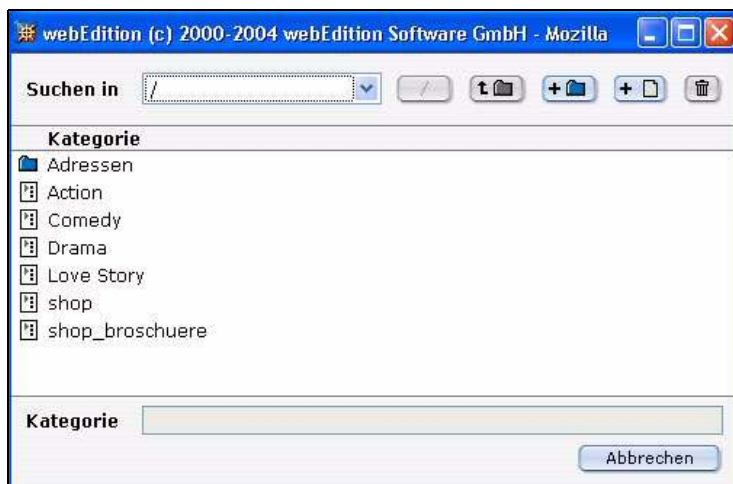 webEdition (c) 2000-2004 webEdition Software GmbH - Mozilla
Suchen in / /
Kategorie
Adressen
Action
Comedy
Drama
Love Story
shop
shop_broschuere
Kategorie
Abbrechen